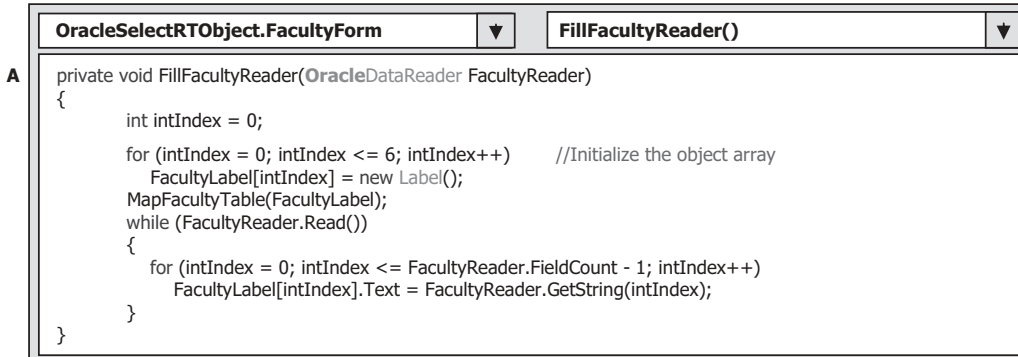 OracleSelectRTObject.FacultyForm FillFacultyReader()
A private void FillFacultyReader(OracleDataReader FacultyReader)
{
int intIndex = 0;
for (intIndex = 0; intIndex <= 6; intIndex++) //Initialize the object array
FacultyLabel[intIndex] = new Label();
MapFacultyTable(FacultyLabel);
while (FacultyReader.Read())
{
for (intIndex = 0; intIndex <= FacultyReader.FieldCount - 1; intIndex++)
FacultyLabel[intIndex].Text = FacultyReader.GetString(intIndex);
}
}